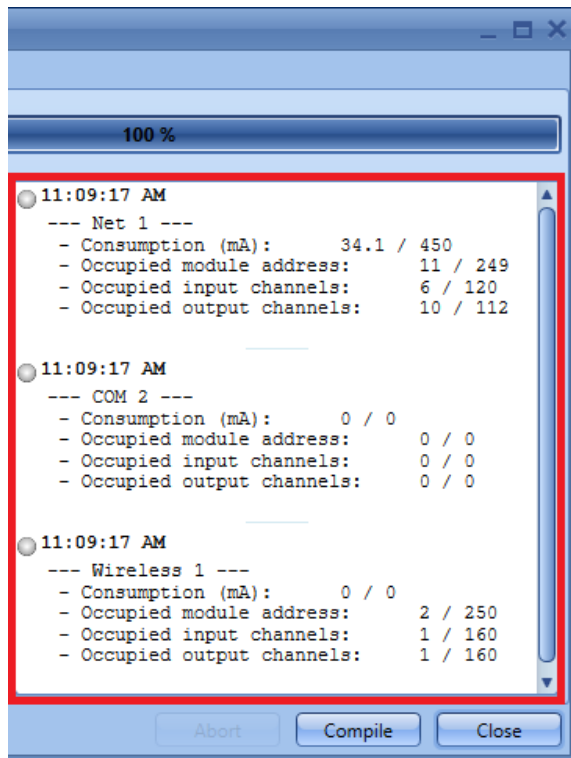 100 %
11:09:17 AM
--- Net 1 ---
- Consumption (mA): 34.1 / 450
- Occupied module address: 11 / 249
- Occupied input channels: 6 / 120
- Occupied output channels: 10 / 112
11:09:17 AM
--- COM 2 ---
- Consumption (mA): 0 / 0
- Occupied module address: 0 / 0
- Occupied input channels: 0 / 0
- Occupied output channels: 0 / 0
11:09:17 AM
--- Wireless 1 ---
- Consumption (mA): 0 / 0
- Occupied module address: 2 / 250
- Occupied input channels: 1 / 160
- Occupied output channels: 1 / 160
Abort Compile Close